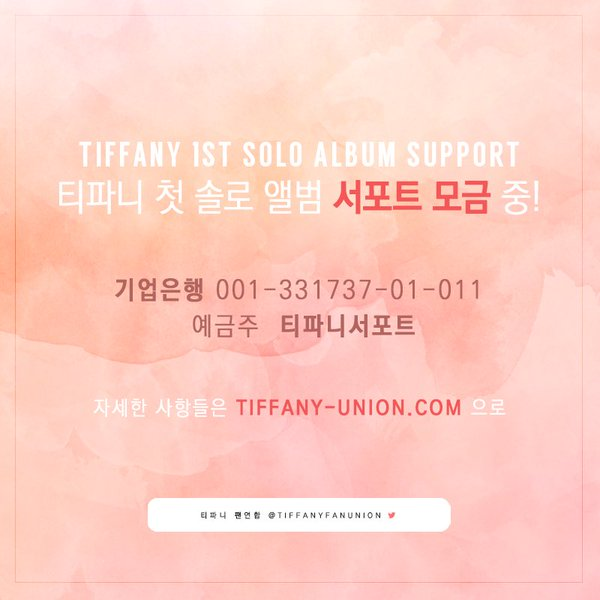 TIFFANY 1ST SOLO ALBUM SUPPORT
티파니 첫 솔로 앨범 서포트 모금 중!
기업은행 001-331737-01-011
예금주 티파니서포트
자세한 사항들은 TIFFANY-UNION.COM 으로
티파니 팬연합 @TIFFANYFANUNION